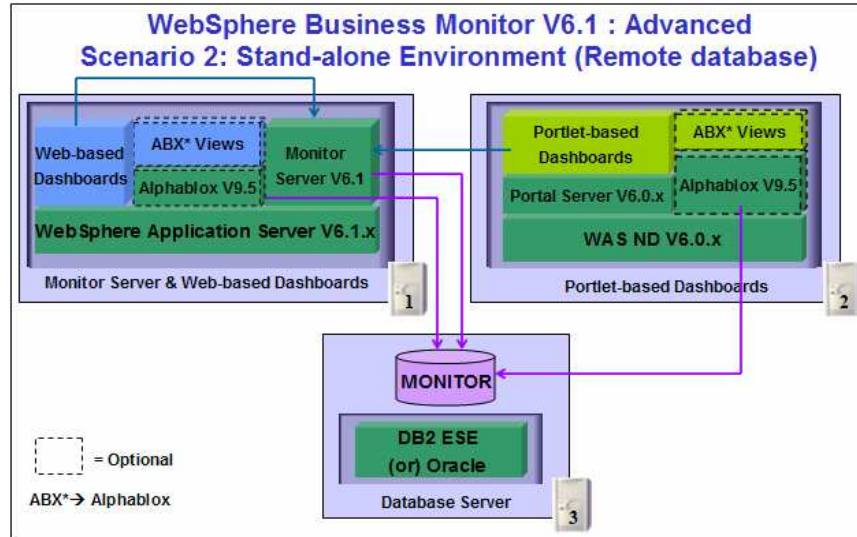 WebSphere Business Monitor V6.1 : Advanced
Scenario 2: Stand-alone Environment (Remote database)
Web-based
Dashboards
ABX* Views
Alphablox V9.5
Monitor
Server V6.1
WebSphere Application Server V6.1.x
Monitor Server & Web-based Dashboards
1
Portlet-based
Dashboards
ABX* Views
Alphablox V9.5
Portal Server V6.0.x
WAS ND V6.0.x
Portlet-based Dashboards
2
MONITOR
DB2 ESE
(or) Oracle
Database Server
3
= Optional
ABX*→ Alphablox